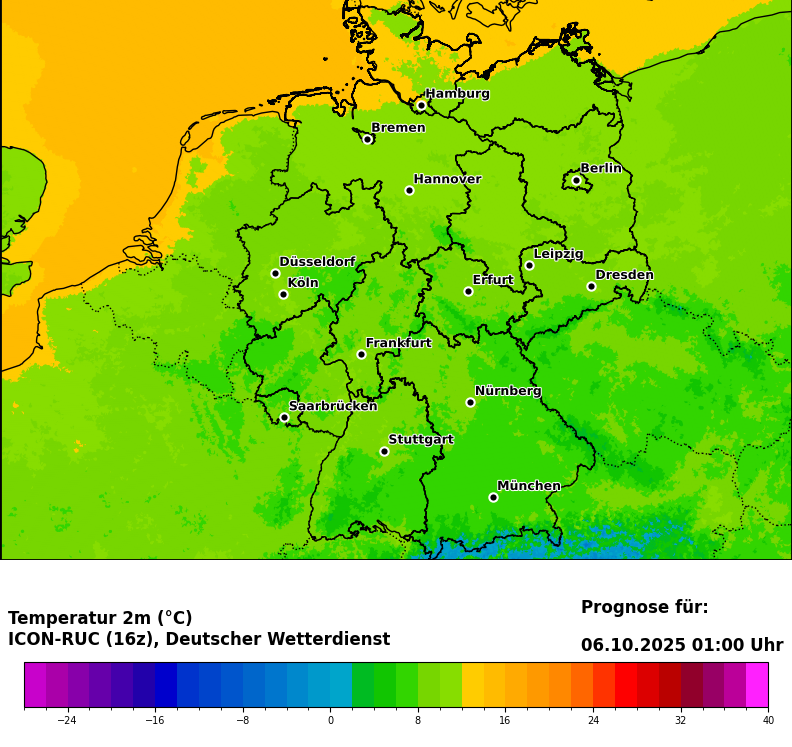 Hamburg
Bremen
Berlin
Hannover
Leipzig
Düsseldorf
Dresden
Erfurt
Köln
Frankfurt
Nürnberg
Saarbrücken
Stuttgart
München
Prognose für:
Temperatur 2m (°C)
ICON-RUC (16z), Deutscher Wetterdienst
06.10.2025 01:00 Uhr
−24 −16 −8 0 8 16 24 32 40